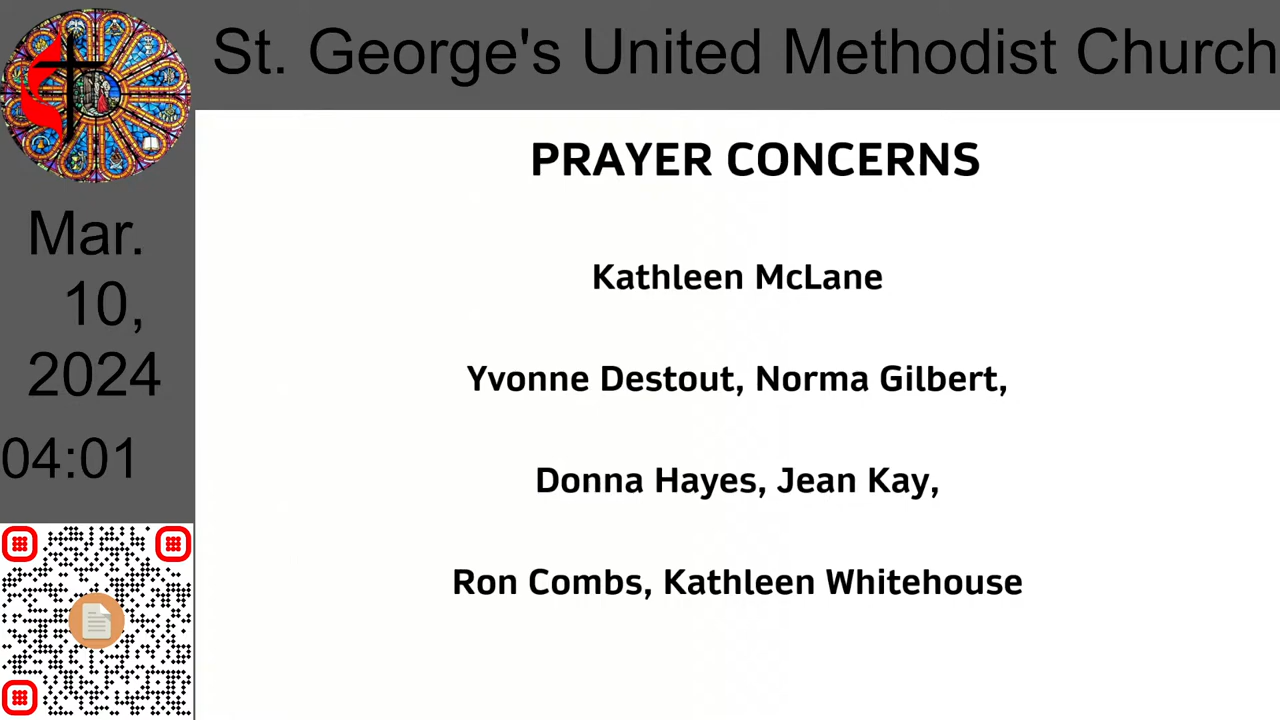 St. George's United Methodist Church
Mar.
10,
2024
04:01
PRAYER CONCERNS
Kathleen McLane
Yvonne Destout, Norma Gilbert,
Donna Hayes, Jean Kay,
Ron Combs, Kathleen Whitehouse